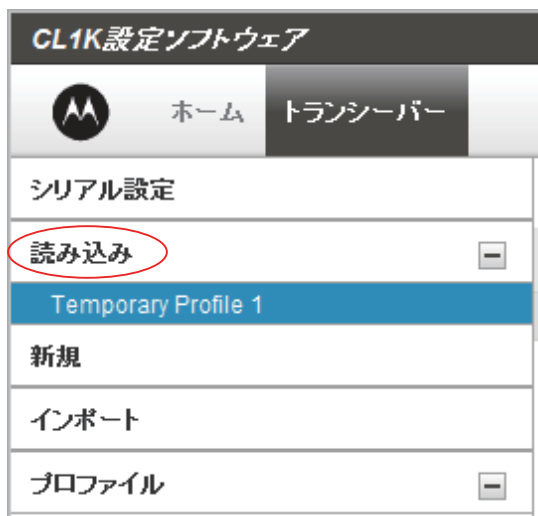 CL1K設定ソフトウェア
ホーム トランシーバー
シリアル設定
読み込み
Temporary Profile 1
新規
インポート
プロファイル